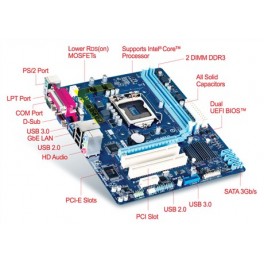 Lower RDS(on)
MOSFETs
Supports Intel® Core™
Processor
2 DIMM DDR3
PS/2 Port
All Solid
Capacitors
LPT Port
Dual
UEFI BIOS™
COM Port
D-Sub
USB 3.0
GbE LAN
USB 2.0
HD Audio
SATA 3Gb/s
PCI-E Slots
USB 3.0
USB 2.0
PCI Slot